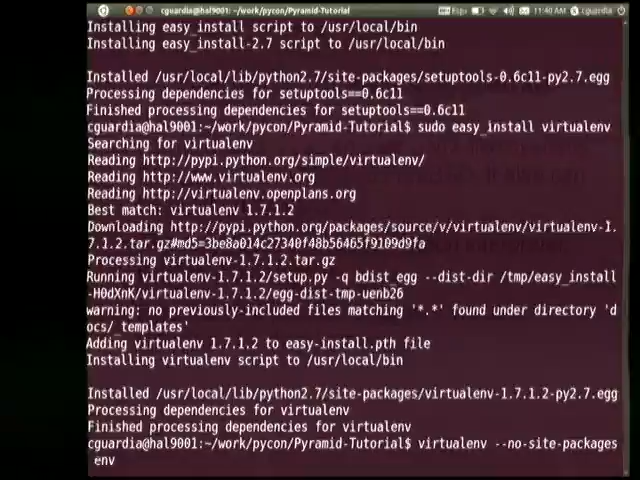 cguardia@hal9001: ~/work/pycon/Pyramid-Tutorial
11:40 AM
cguardia
Installing easy_install script to /usr/local/bin
Installing easy_install-2.7 script to /usr/local/bin
Installed /usr/local/lib/python2.7/site-packages/setuptools-0.6c11-py2.7.egg
Processing dependencies for setuptools==0.6c11
Finished processing dependencies for setuptools==0.6c11
cguardia@hal9001:~/work/pycon/Pyramid-Tutorial$ sudo easy_install virtualenv
Searching for virtualenv
Reading http://pypi.python.org/simple/virtualenv/
Reading http://www.virtualenv.org
Reading http://virtualenv.openplans.org
Best match: virtualenv 1.7.1.2
Downloading http://pypi.python.org/packages/source/v/virtualenv/virtualenv-1.
7.1.2.tar.gz#md5=3be8a014c27340f48b56465f9109d9fa
Processing virtualenv-1.7.1.2.tar.gz
Running virtualenv-1.7.1.2/setup.py -q bdist_egg --dist-dir /tmp/easy_install
-H0dXnK/virtualenv-1.7.1.2/egg-dist-tmp-uenb26
warning: no previously-included files matching '*.*' found under directory 'd
ocs/_templates'
Adding virtualenv 1.7.1.2 to easy-install.pth file
Installing virtualenv script to /usr/local/bin
Installed /usr/local/lib/python2.7/site-packages/virtualenv-1.7.1.2-py2.7.egg
Processing dependencies for virtualenv
Finished processing dependencies for virtualenv
cguardia@hal9001:~/work/pycon/Pyramid-Tutorial$ virtualenv --no-site-packages
env